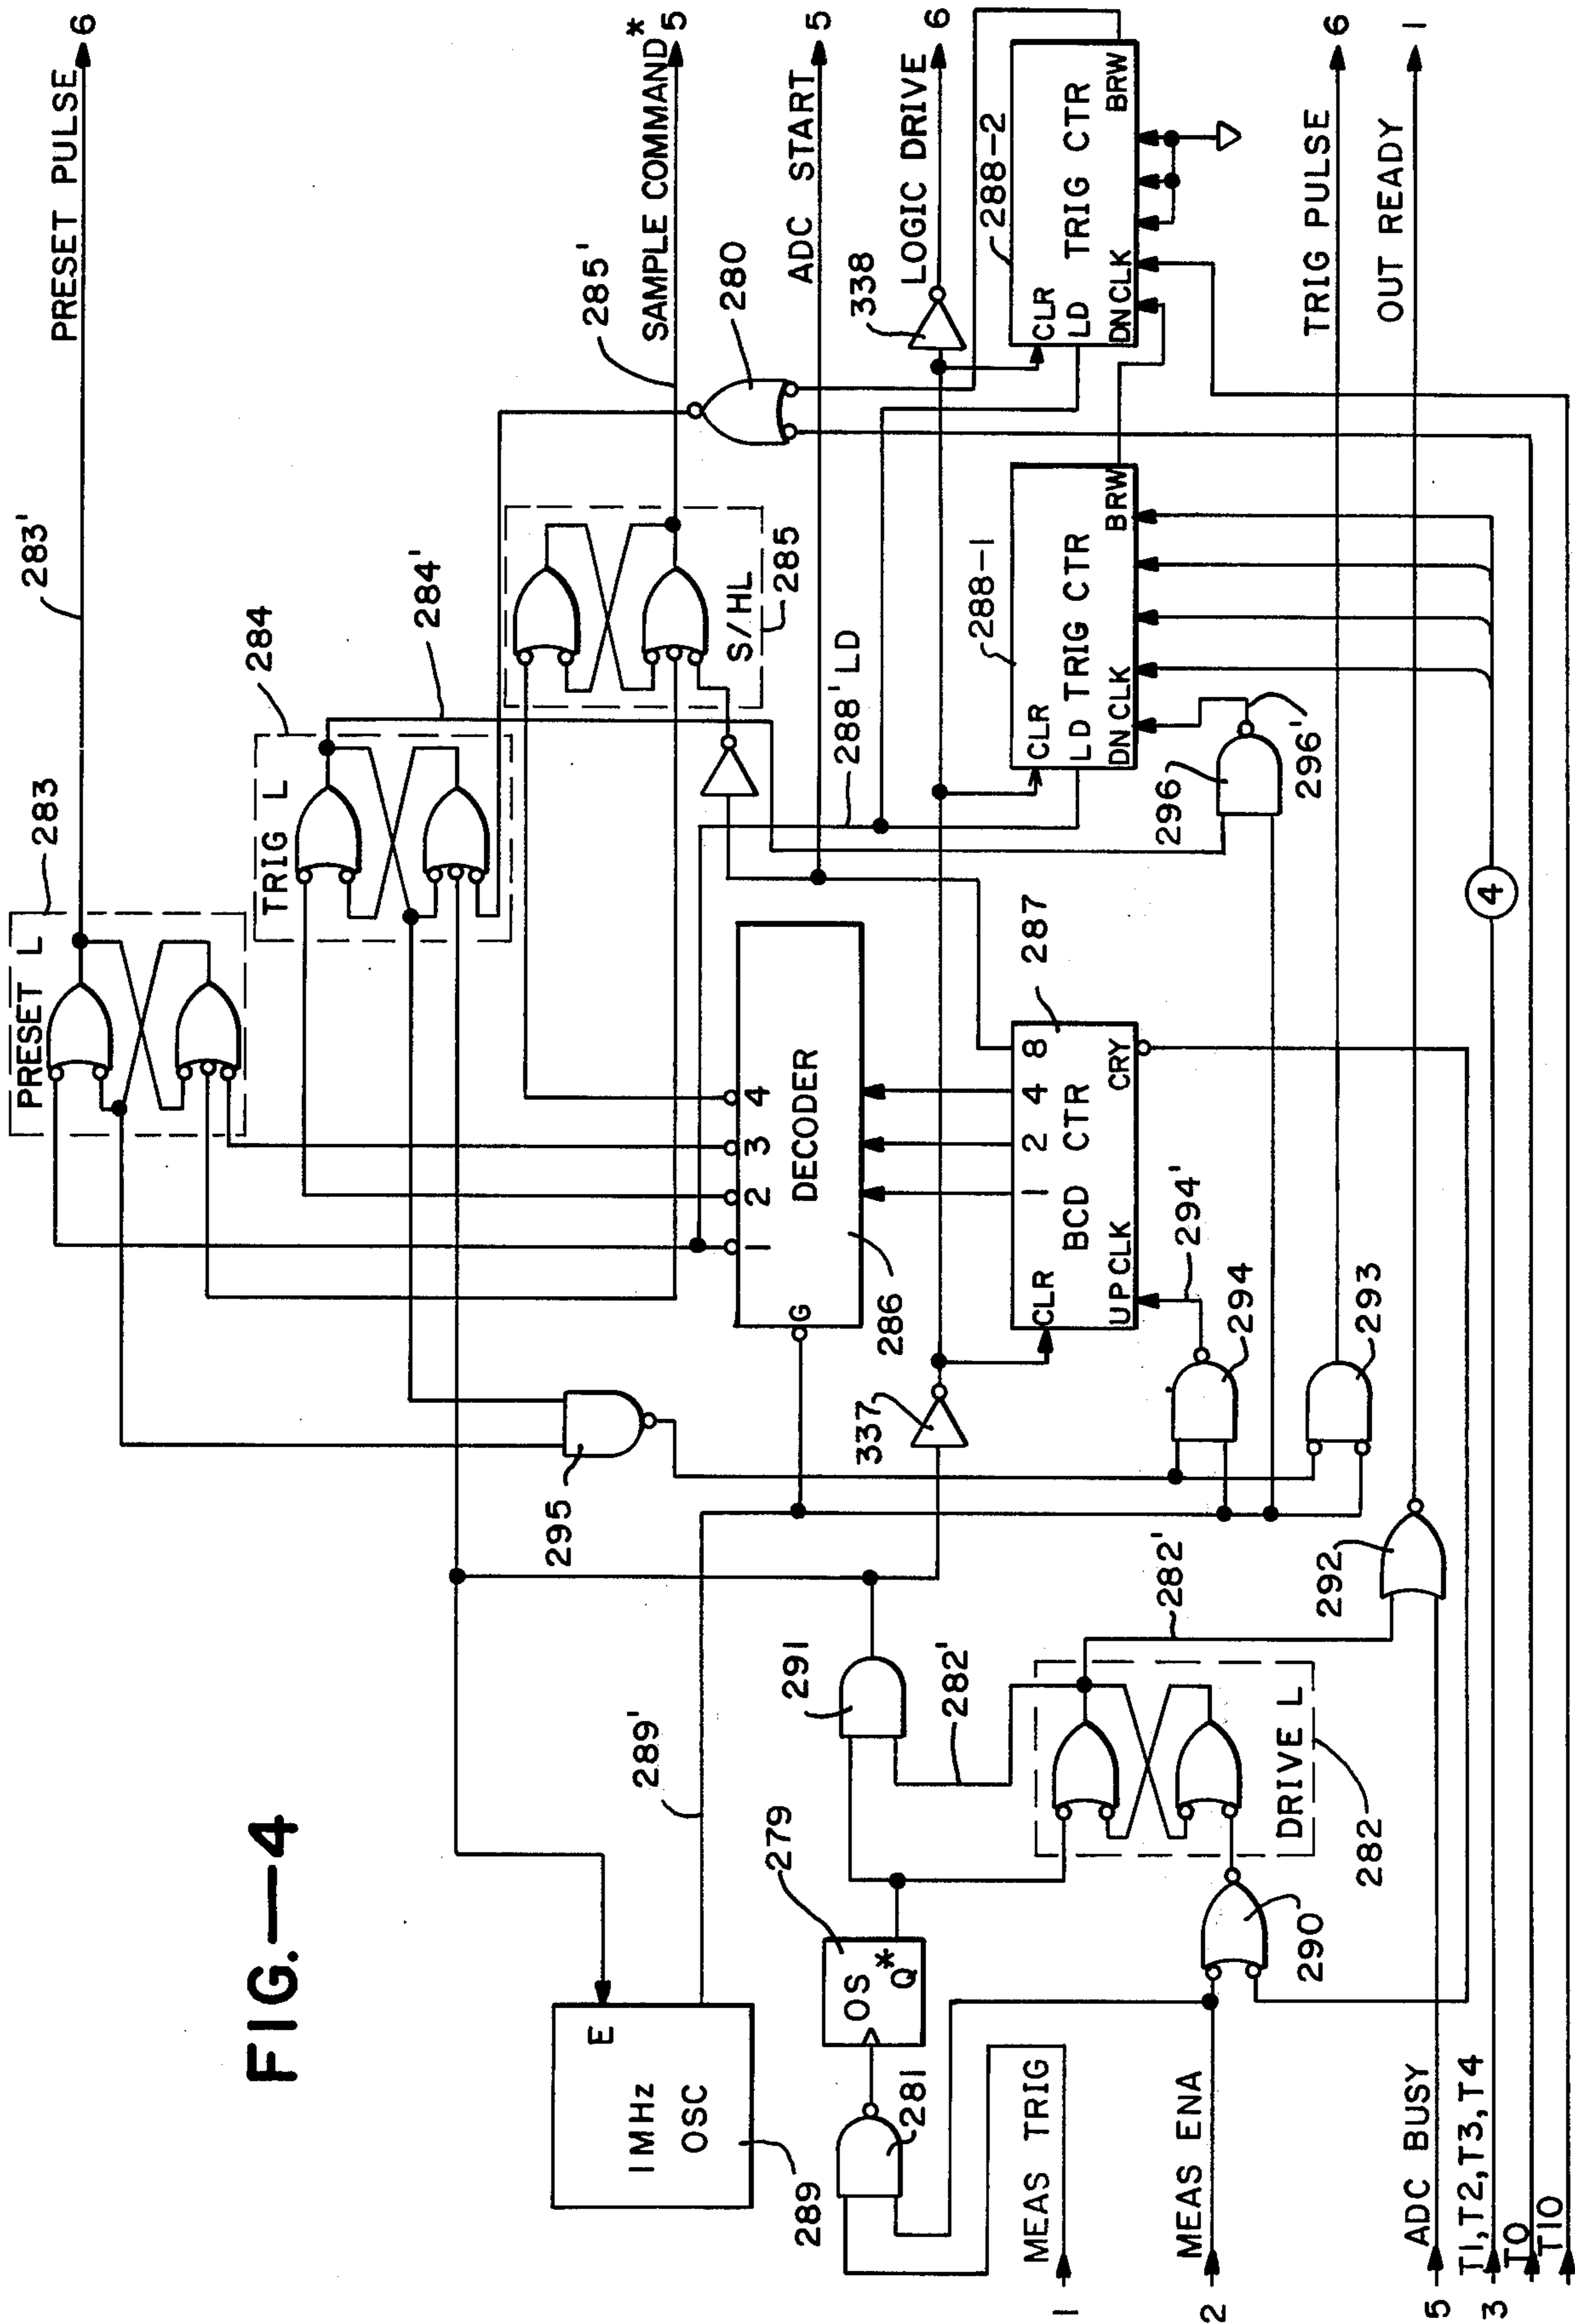 FIG.—4
PRESET PULSE
6
283'
283
PRESET L
284
TRIG L
284'
SAMPLE COMMAND*
5
285'
280
S/HL
285
288' LD
ADC START
5
LOGIC DRIVE
6
338
288-2
CLR
LD
TRIG CTR
DN CLK
BRW
288-1
CLR
LD
TRIG CTR
DN CLK
BRW
296
296'
TRIG PULSE
6
OUT READY
1
1 2 3 4
DECODER
G
286
287
1 2 4 8
BCD CTR
CLR
UP CLK
CRY
294'
294
293
295
337
292
282'
291
282'
289'
DRIVE L
282
279
OS
Q*
290
281
E
1MHz
OSC
289
4
1
MEAS TRIG
2
MEAS ENA
5
ADC BUSY
3
T1,T2,T3,T4
T0
T10